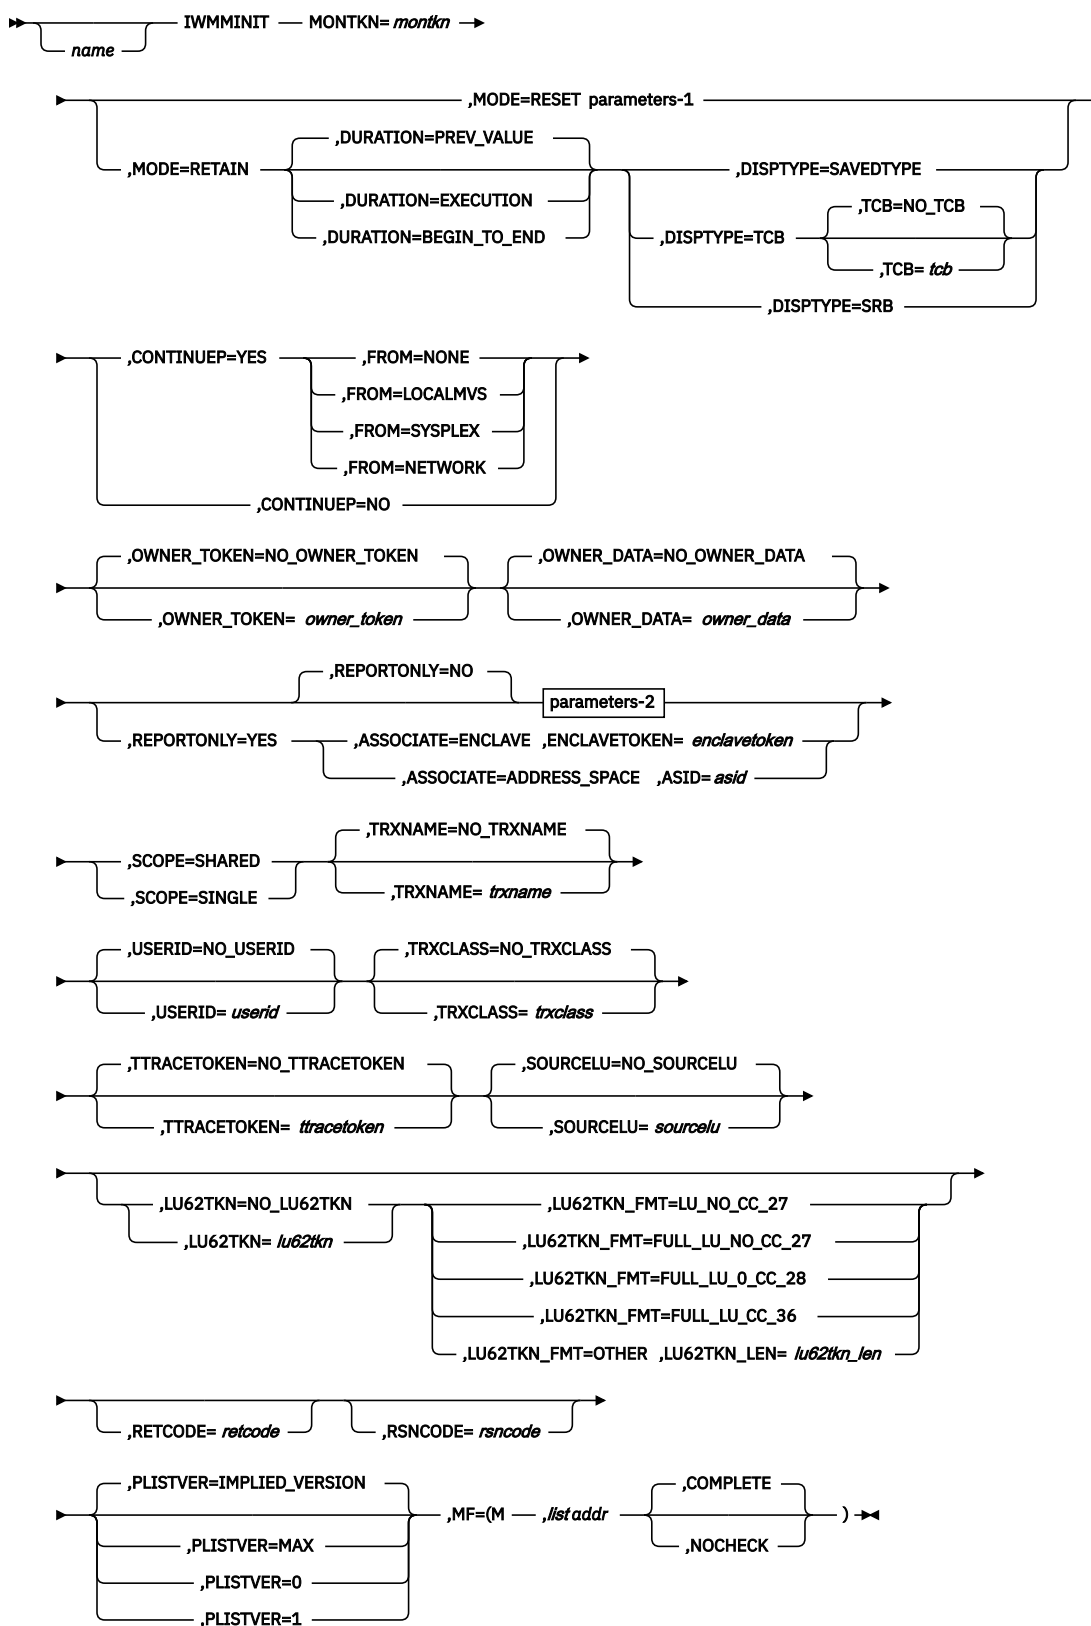 IWMMINIT MONTKN= montkn
name
,MODE=RESET parameters-1
,DURATION=PREV_VALUE
,MODE=RETAIN ,DISPTYPE=SAVEDTYPE
,DURATION=EXECUTION ,TCB=NO_TCB
,DURATION=BEGIN_TO_END ,DISPTYPE=TCB
,TCB= tcb
,DISPTYPE=SRB
,CONTINUEP=YES ,FROM=NONE
,FROM=LOCALMVS
,FROM=SYSPLEX
,FROM=NETWORK
,CONTINUEP=NO
,OWNER_TOKEN=NO_OWNER_TOKEN ,OWNER_DATA=NO_OWNER_DATA
,OWNER_TOKEN= owner_token ,OWNER_DATA= owner_data
,REPORTONLY=NO
parameters-2
,REPORTONLY=YES ,ASSOCIATE=ENCLAVE ,ENCLAVETOKEN= enclavetoken
,ASSOCIATE=ADDRESS_SPACE ,ASID= asid
,TRXNAME=NO_TRXNAME
,SCOPE=SHARED
,SCOPE=SINGLE ,TRXNAME= trxname
,USERID=NO_USERID ,TRXCLASS=NO_TRXCLASS
,USERID= userid ,TRXCLASS= trxclass
,TTRACETOKEN=NO_TTRACETOKEN ,SOURCELU=NO_SOURCELU
,TTRACETOKEN= ttracetoken ,SOURCELU= sourcelu
,LU62TKN=NO_LU62TKN ,LU62TKN_FMT=LU_NO_CC_27
,LU62TKN= lu62tkn ,LU62TKN_FMT=FULL_LU_NO_CC_27
,LU62TKN_FMT=FULL_LU_0_CC_28
,LU62TKN_FMT=FULL_LU_CC_36
,LU62TKN_FMT=OTHER ,LU62TKN_LEN= lu62tkn_len
,RETCODE= retcode ,RSNCODE= rsncode
,PLISTVER=IMPLIED_VERSION ,COMPLETE
,MF=(M ,list addr )
,PLISTVER=MAX ,NOCHECK
,PLISTVER=0
,PLISTVER=1